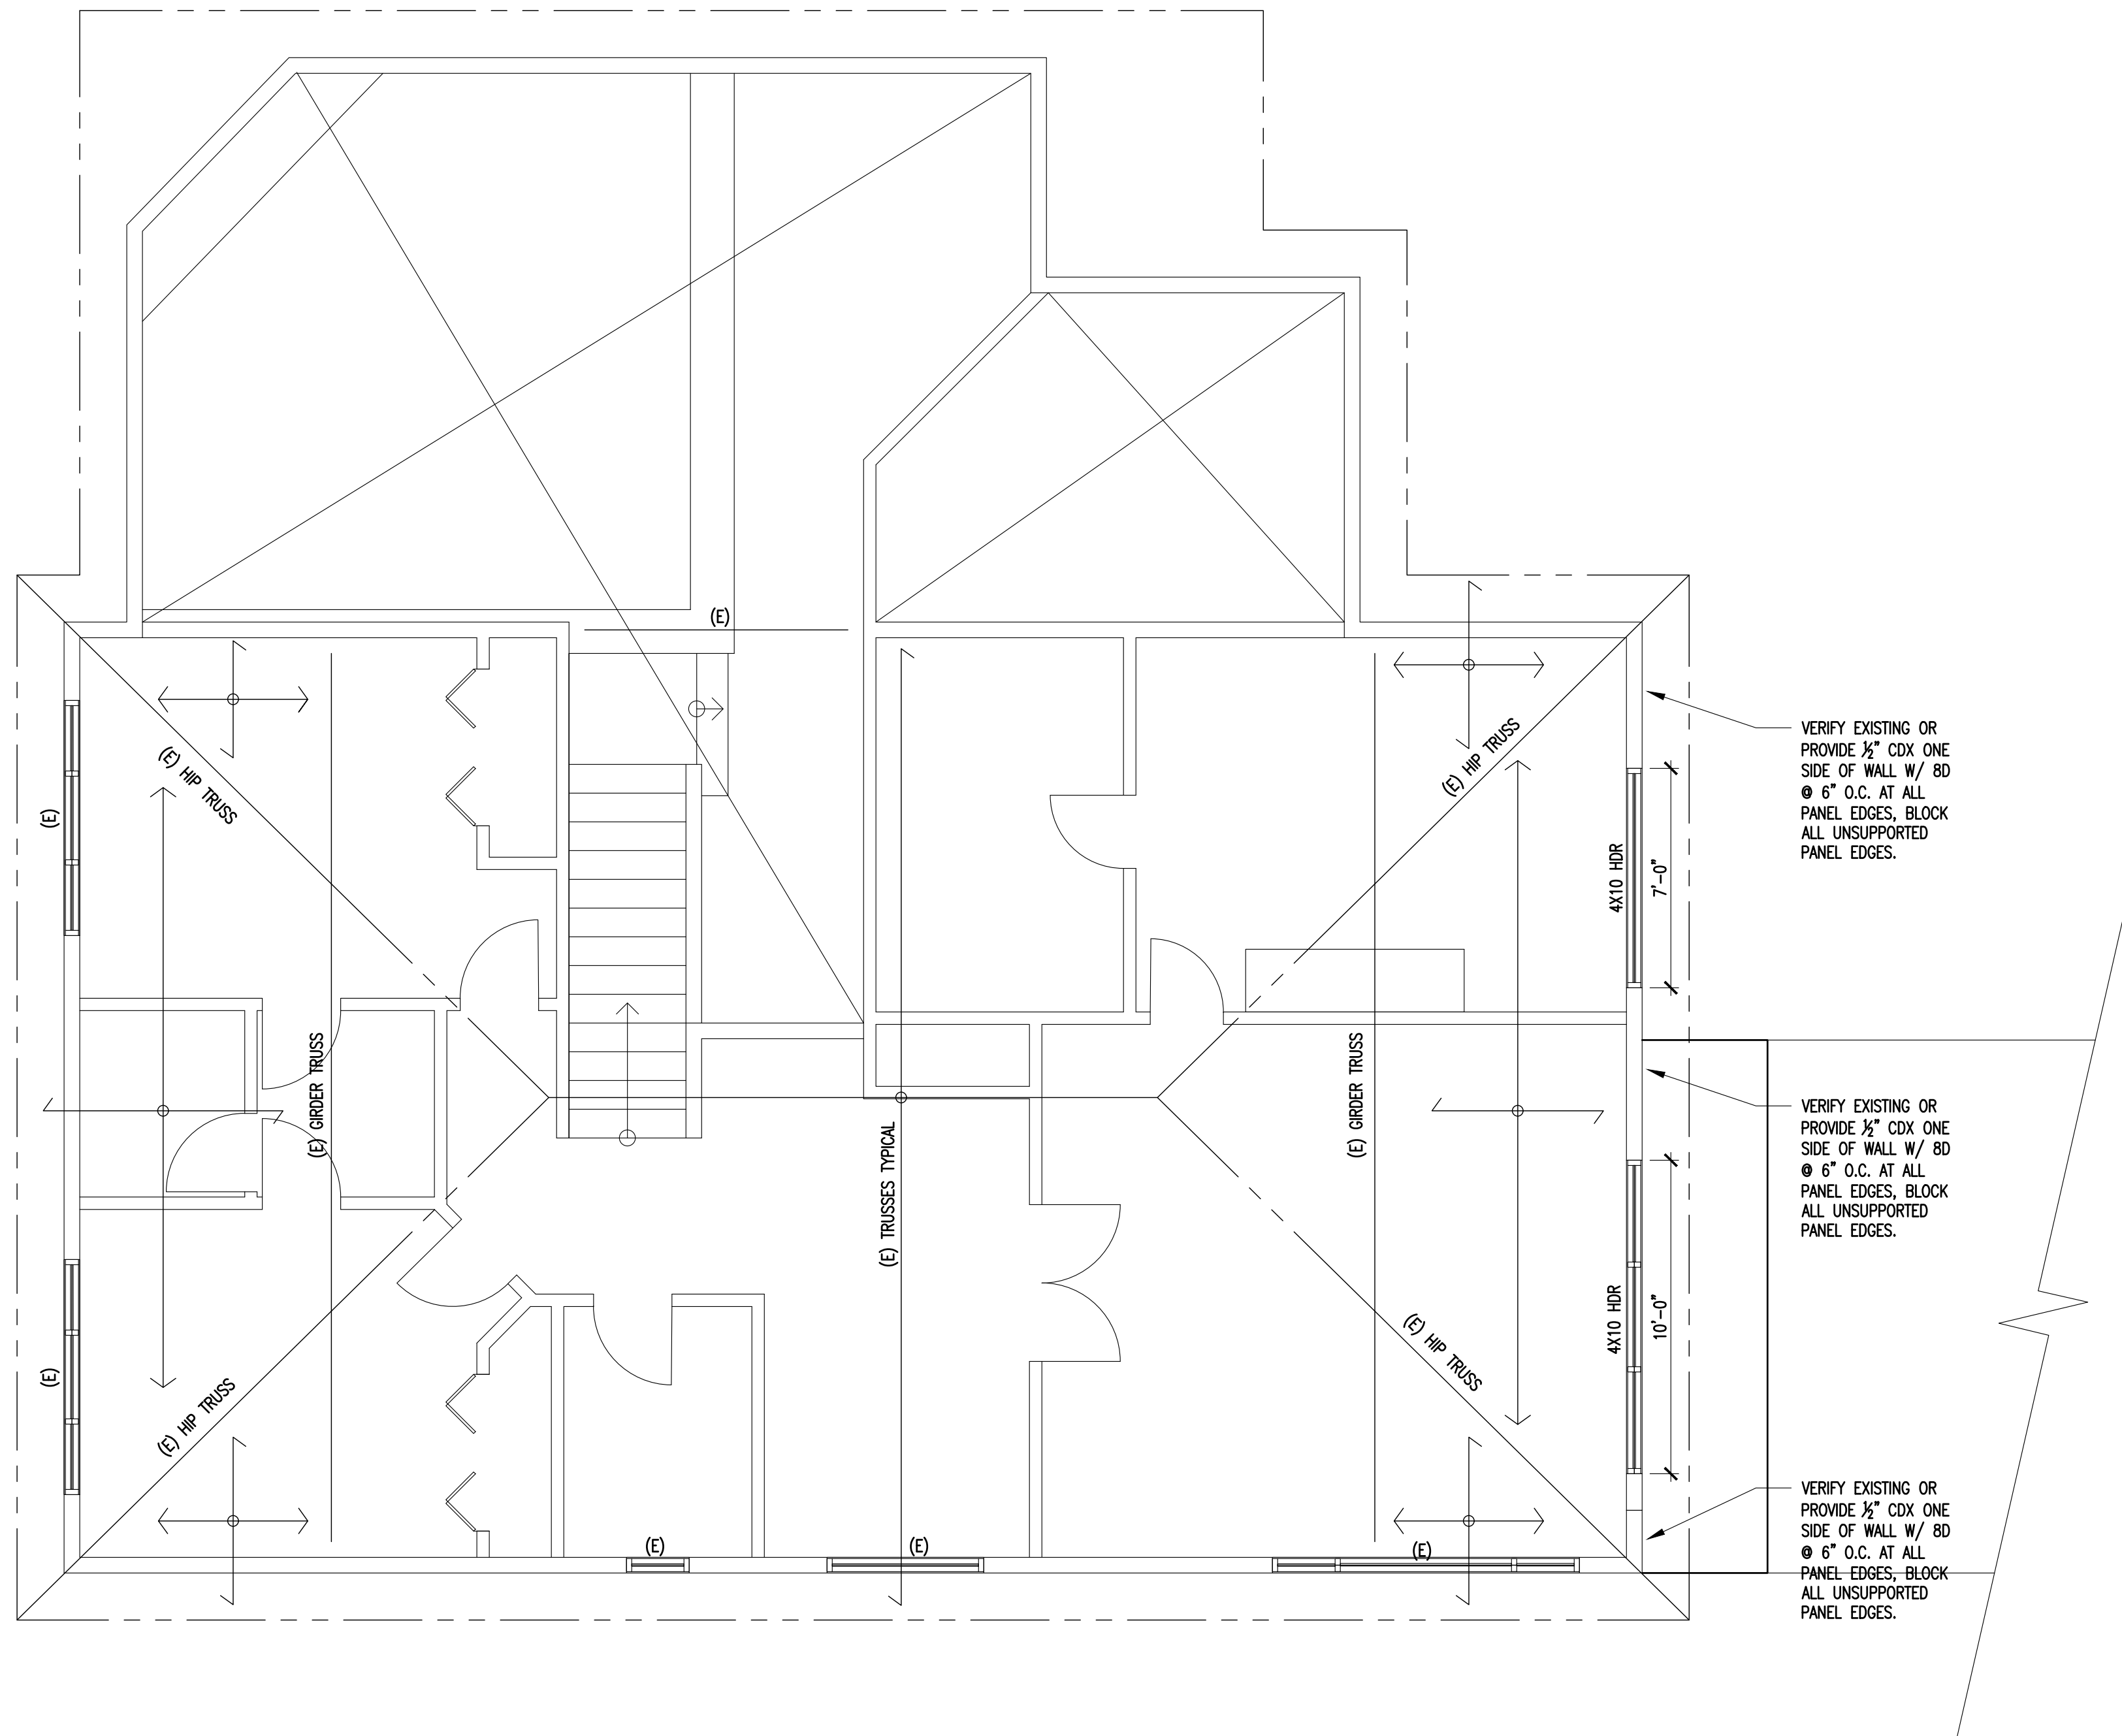 (E)
(E) HIP TRUSS
(E) HIP TRUSS
(E)
VERIFY EXISTING OR
PROVIDE ½" CDX ONE
SIDE OF WALL W/ 8D
@ 6" O.C. AT ALL
PANEL EDGES, BLOCK
ALL UNSUPPORTED
PANEL EDGES.
4X10 HDR
7'-0"
(E) GIRDER TRUSS
(E) TRUSSES TYPICAL
(E) GIRDER TRUSS
VERIFY EXISTING OR
PROVIDE ½" CDX ONE
SIDE OF WALL W/ 8D
@ 6" O.C. AT ALL
PANEL EDGES, BLOCK
ALL UNSUPPORTED
PANEL EDGES.
4X10 HDR
10'-0"
(E)
(E) HIP TRUSS
(E) HIP TRUSS
(E)
(E)
(E)
VERIFY EXISTING OR
PROVIDE ½" CDX ONE
SIDE OF WALL W/ 8D
@ 6" O.C. AT ALL
PANEL EDGES, BLOCK
ALL UNSUPPORTED
PANEL EDGES.